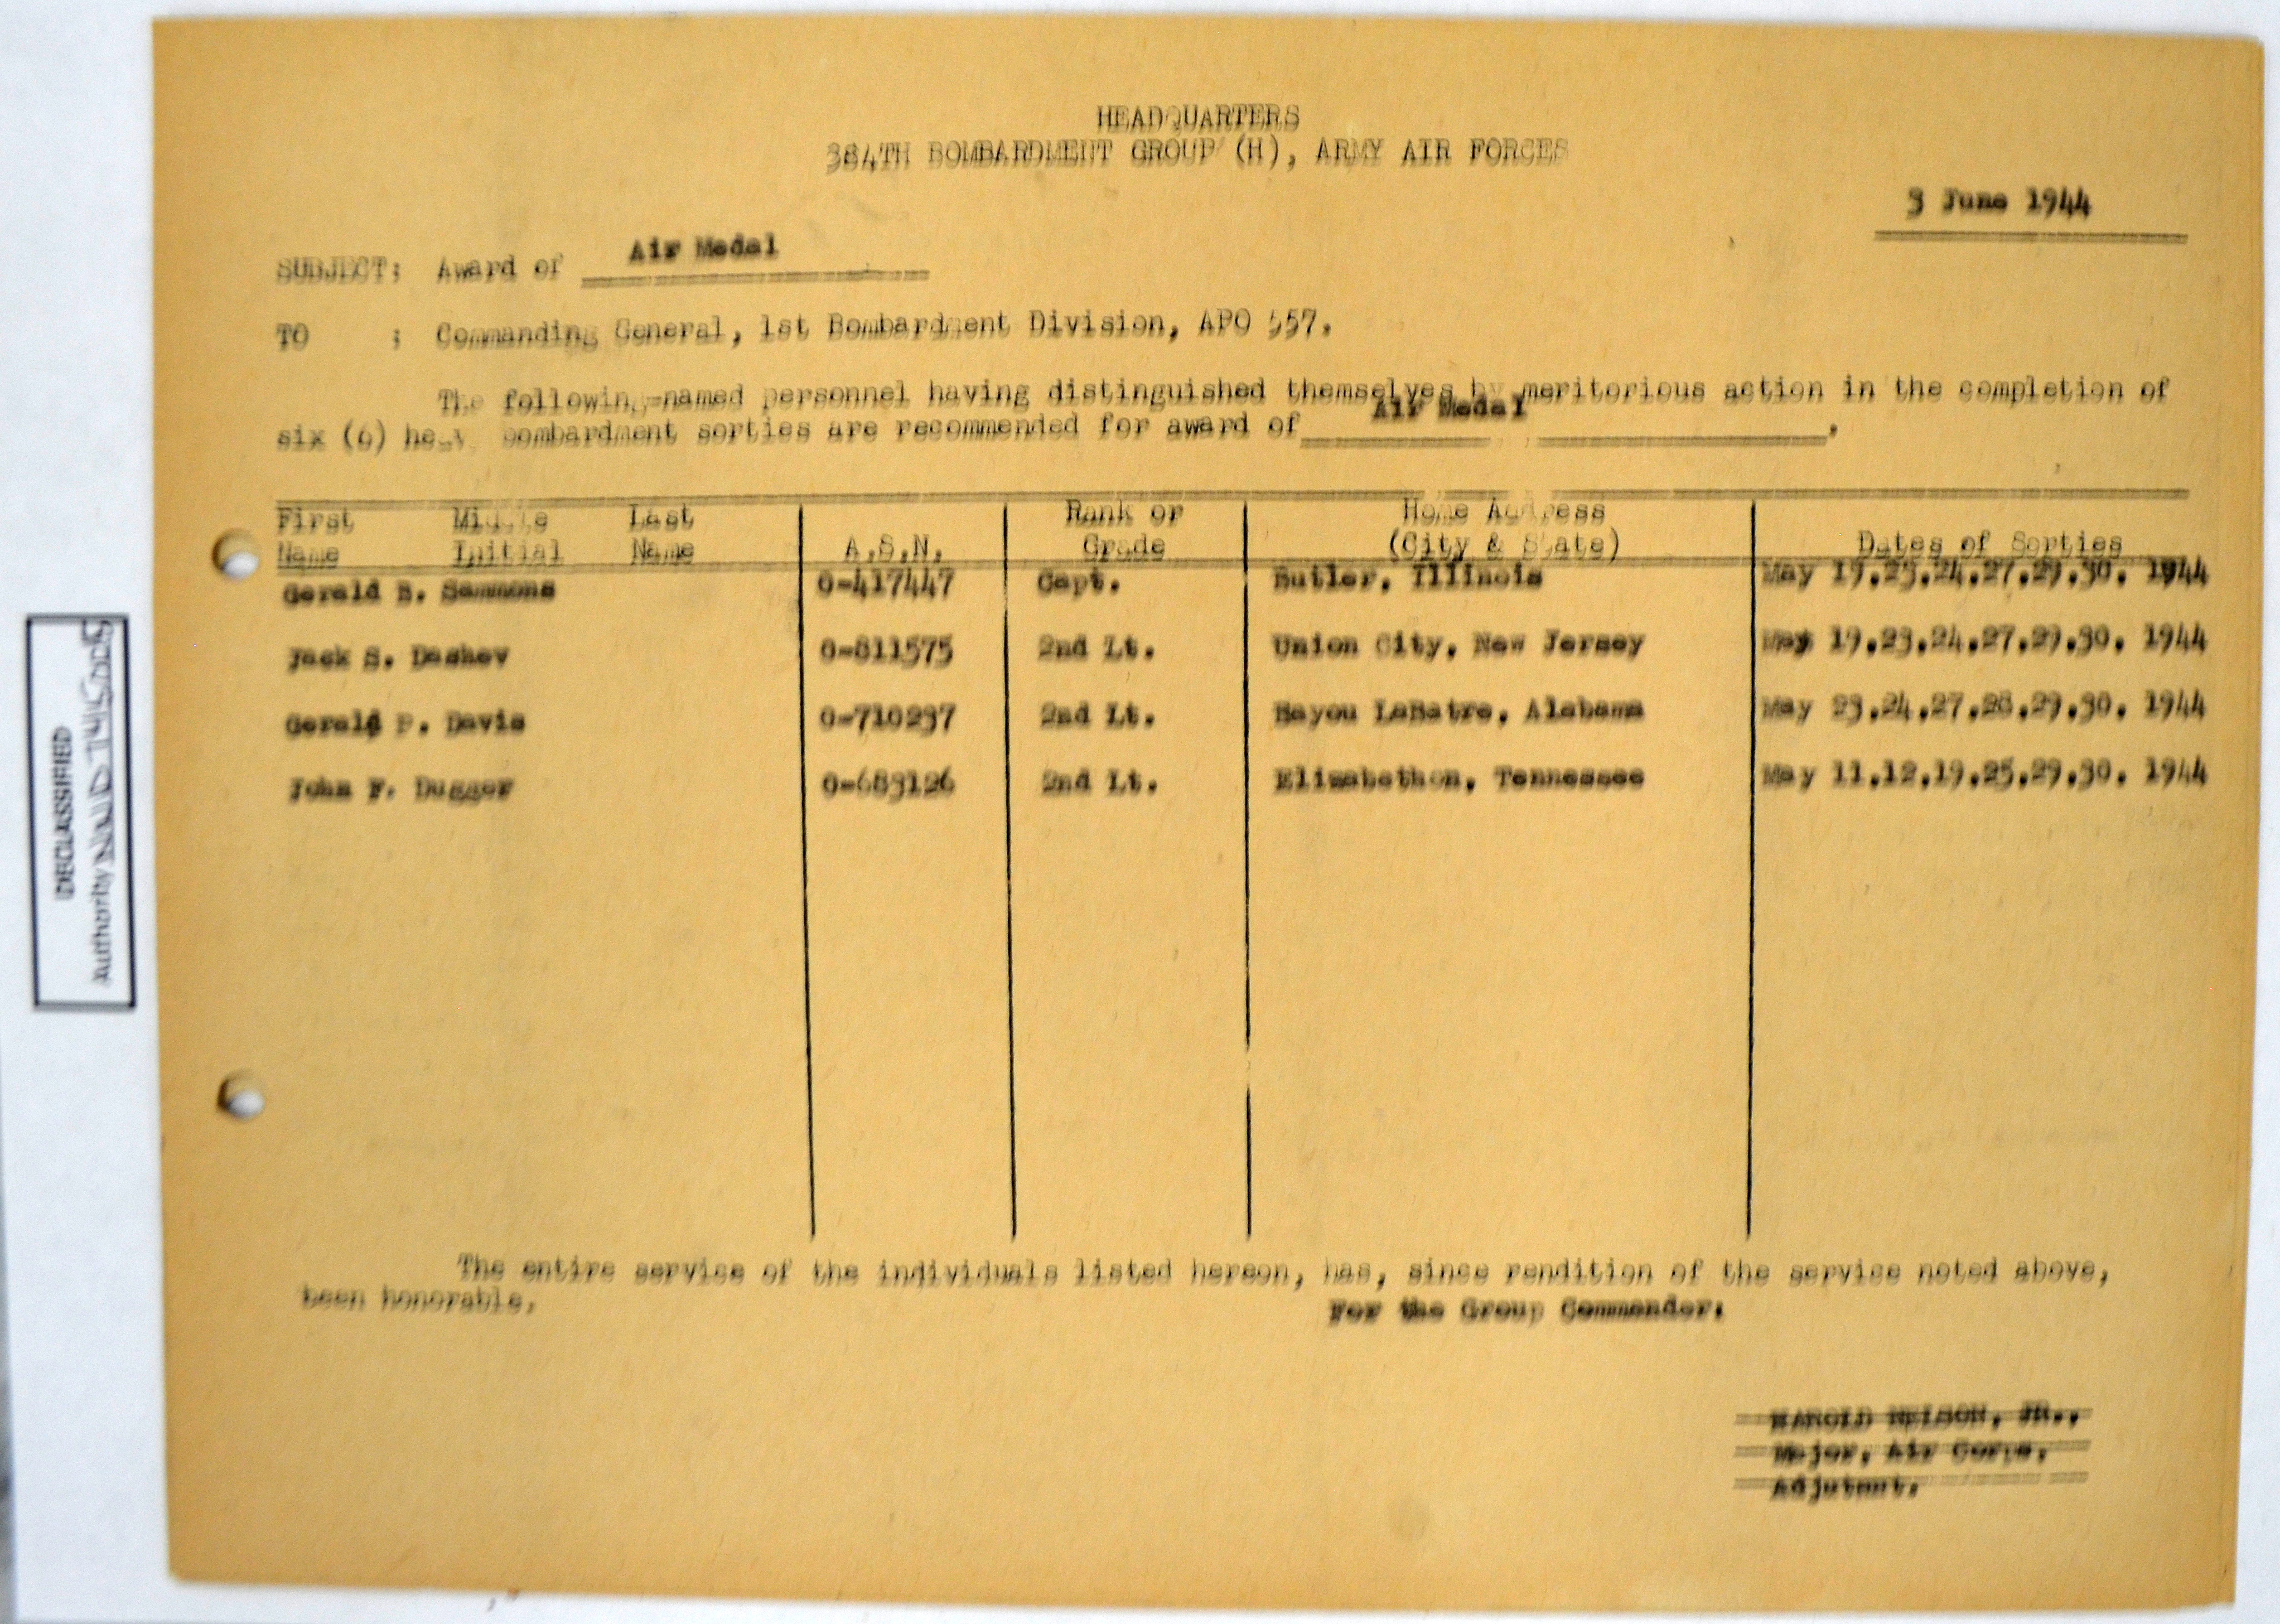 HEADQUARTERS
384TH BOMBARDMENT GROUP (H), ARMY AIR FORCES
3 June 1944
SUBJECT: Award of Air Medal
TO : Commanding General, 1st Bombardment Division, APO 557.
The following-named personnel having distinguished themselves by meritorious action in the completion of
six (6) heavy bombardment sorties are recommended for award of Air Medal.
First Middle Last Rank or Home Address
Name Initial Name A.S.N. Grade (City & State) Dates of Sorties
Gerald B. Sammons O-417447 Capt. Butler, Illinois May 19,23,24,27,29,30, 1944
Jack S. Dashev O-811575 2nd Lt. Union City, New Jersey May 19,23,24,27,29,30, 1944
Gerald P. Davis O-710237 2nd Lt. Bayou LaBatre, Alabama May 23,24,27,28,29,30, 1944
John F. Dugger O-683126 2nd Lt. Elizabethton, Tennessee May 11,12,19,25,29,30, 1944
The entire service of the individuals listed hereon, has, since rendition of the service noted above,
been honorable.
For the Group Commander:
HAROLD NELSON, JR.,
Major, Air Corps,
Adjutant.
DECLASSIFIED
Authority NND 745005